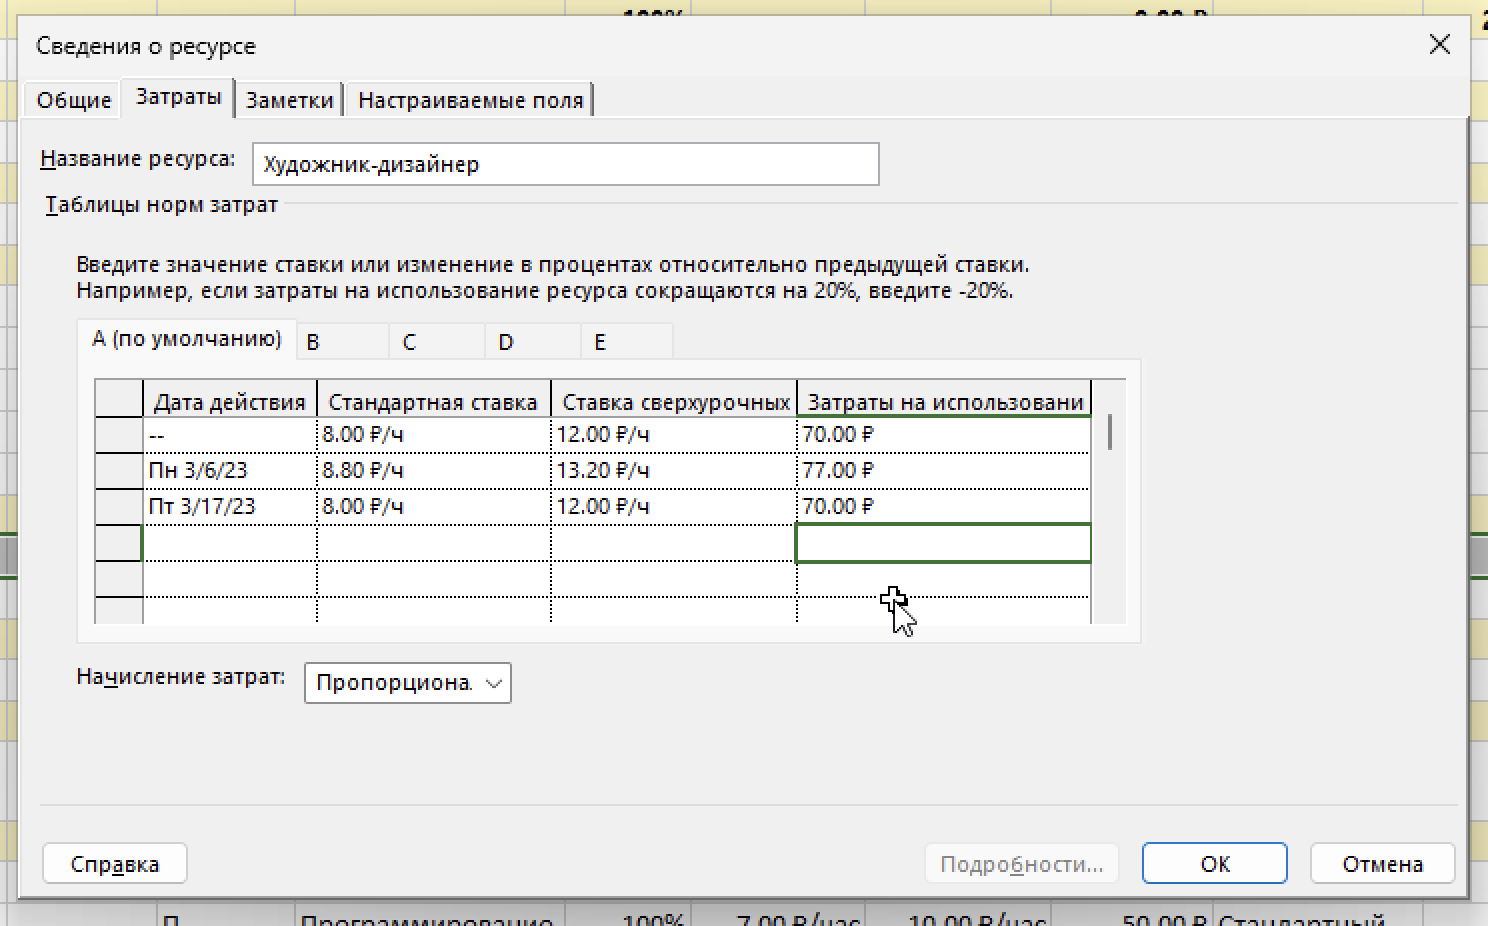 Сведения о ресурсе
Общие Затраты Заметки Настраиваемые поля
Название ресурса: Художник-дизайнер
Таблицы норм затрат
Введите значение ставки или изменение в процентах относительно предыдущей ставки.
Например, если затраты на использование ресурса сокращаются на 20%, введите -20%.
A (по умолчанию) B C D E
Дата действия Стандартная ставка Ставка сверхурочных Затраты на использовани
-- 8.00 ₽/ч 12.00 ₽/ч 70.00 ₽
Пн 3/6/23 8.80 ₽/ч 13.20 ₽/ч 77.00 ₽
Пт 3/17/23 8.00 ₽/ч 12.00 ₽/ч 70.00 ₽
Начисление затрат: Пропорциона.
Справка Подробности... ОК Отмена
П Программирование 100% 7.00 ₽/час 10.00 ₽/час 50.00 ₽ Стандартный